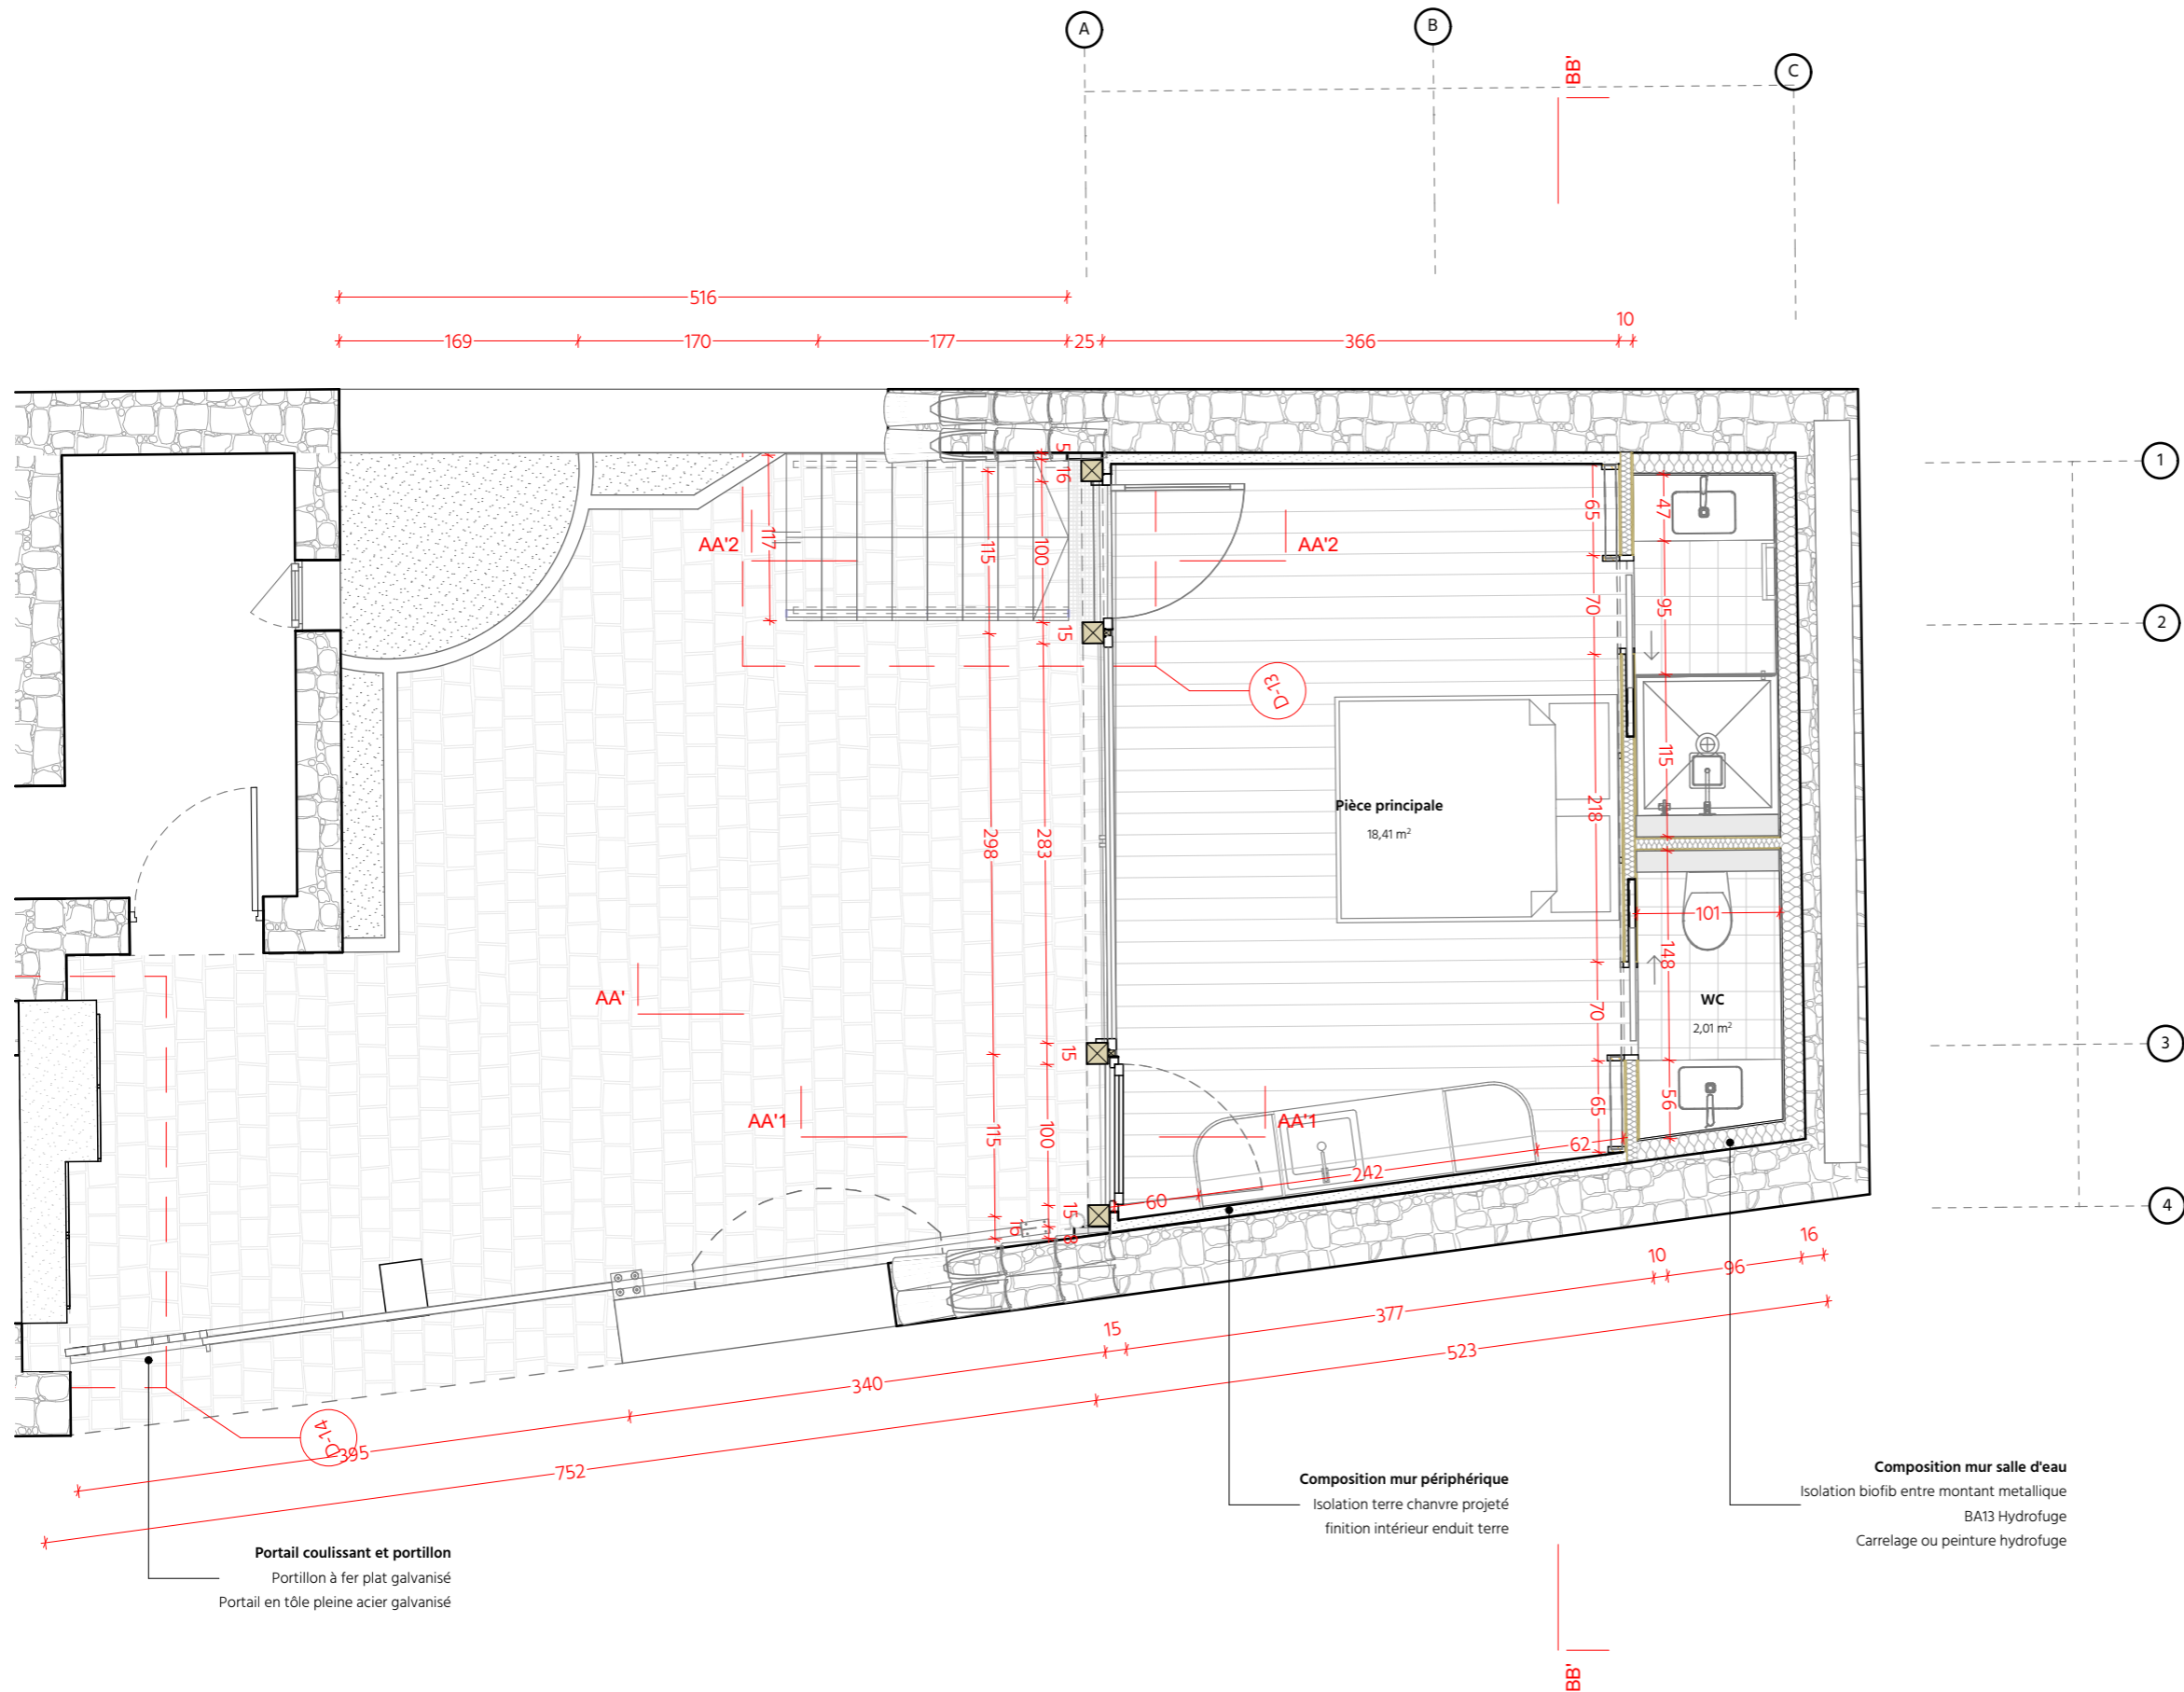 A
B
C
BB'
516
10
169
170
177
25
366
5
16
1
65
47
117
AA'2
115
100
AA'2
70
95
15
2
D-13
115
Pièce principale
18,41 m²
298
283
218
101
148
AA'
WC
2,01 m²
70
15
3
AA'1
115
100
AA'1
65
56
62
242
60
15
16
8
4
10
96
16
377
15
523
340
D-14
395
752
Composition mur périphérique
Isolation terre chanvre projeté
finition intérieur enduit terre
Composition mur salle d'eau
Isolation biofib entre montant metallique
BA13 Hydrofuge
Carrelage ou peinture hydrofuge
Portail coulissant et portillon
Portillon à fer plat galvanisé
Portail en tôle pleine acier galvanisé
BB'